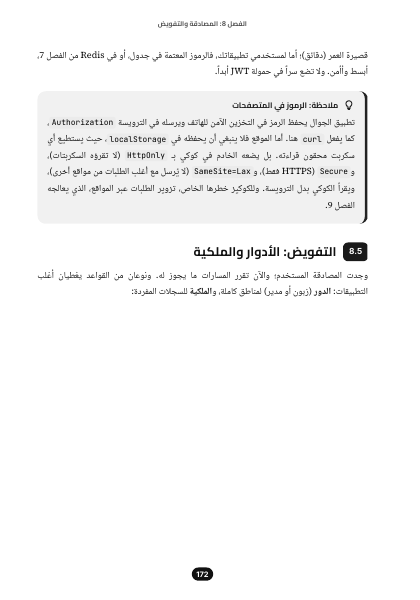 الفصل 8: المصادقة والتفويض
قصيرة العمر (دقائق)؛ أما لمستخدمي تطبيقاتك، فالرموز المعتمة في جدول، أو في Redis من الفصل 7،
أبسط وأأمن. ولا تضع سراً في حمولة JWT أبداً.
ملاحظة: الرموز في المتصفحات
تطبيق الجوال يحفظ الرمز في التخزين الآمن للهاتف ويرسله في الترويسة Authorization،
كما يفعل curl هنا. أما الموقع فلا ينبغي أن يحفظه في localStorage، حيث يستطيع أي
سكربت محقون قراءته. بل يضعه الخادم في كوكي بـ HttpOnly (لا تقرؤه السكربتات)،
و Secure (HTTPS فقط)، و SameSite=Lax (لا يُرسل مع أغلب الطلبات من مواقع أخرى)،
ويقرأ الكوكي بدل الترويسة. وللكوكيز خطرها الخاص، تزوير الطلبات عبر المواقع، الذي يعالجه
الفصل 9.
8.5 التفويض: الأدوار والملكية
وجدت المصادقة المستخدم؛ والآن تقرر المسارات ما يجوز له. ونوعان من القواعد يغطيان أغلب
التطبيقات: الدور (زبون أو مدير) لمناطق كاملة، والملكية للسجلات المفردة:
172